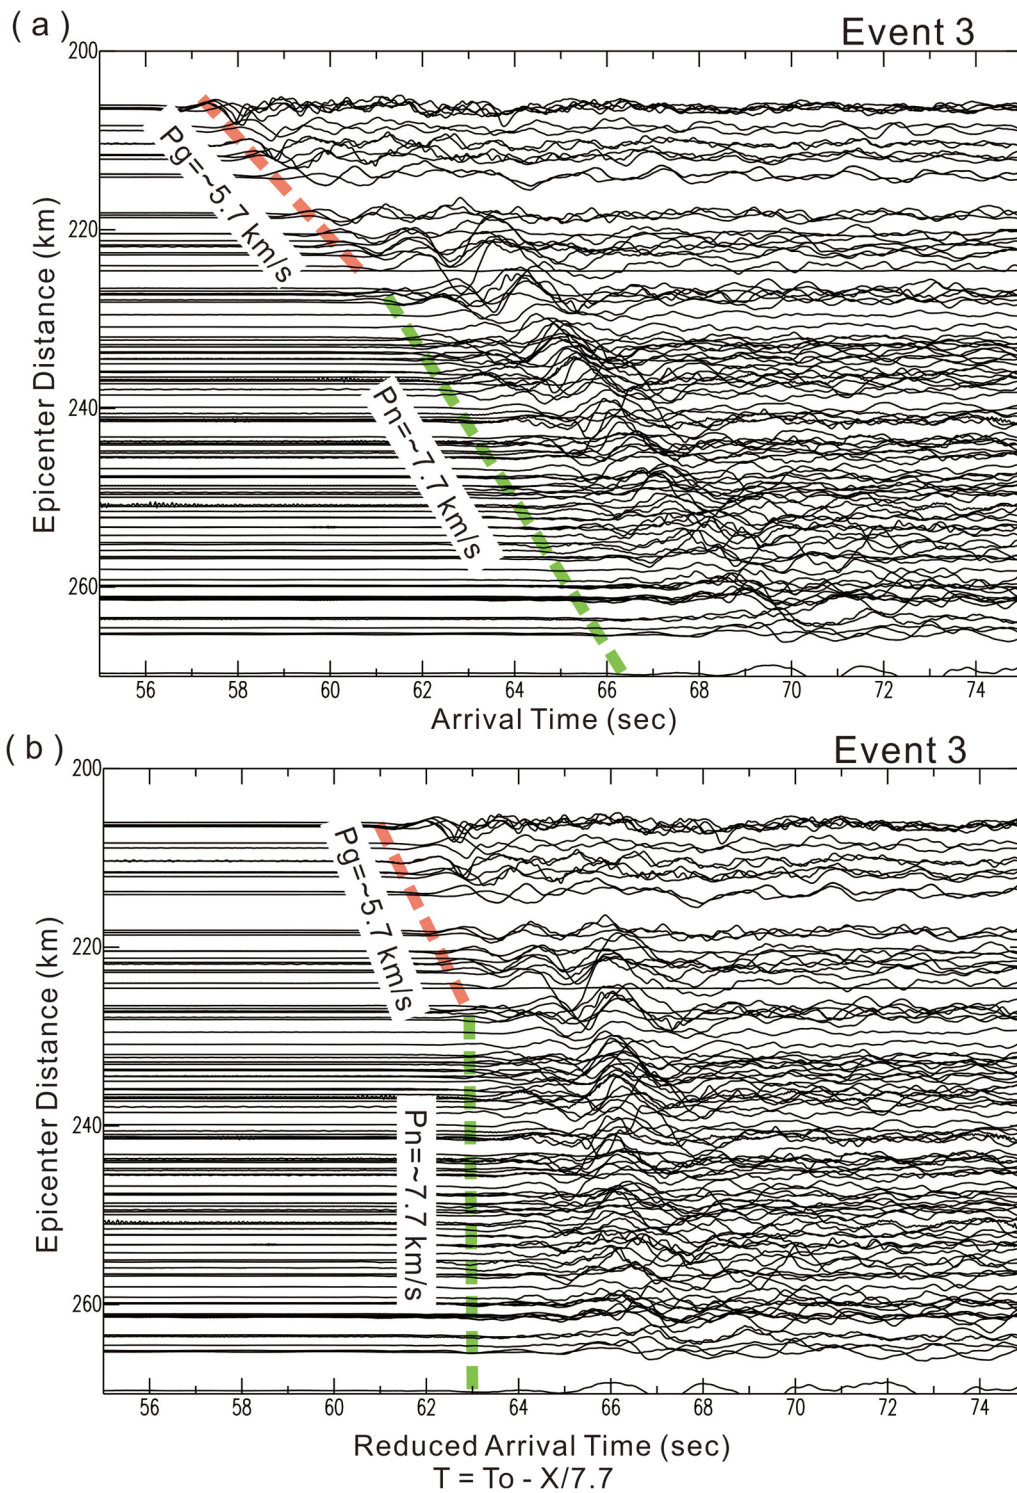 ( a )
Event 3
200
220
240
260
Epicenter Distance (km)
Pg=~5.7 km/s
Pn=~7.7 km/s
56 58 60 62 64 66 68 70 72 74
Arrival Time (sec)
( b )
Event 3
200
220
240
260
Epicenter Distance (km)
Pg=~5.7 km/s
Pn=~7.7 km/s
56 58 60 62 64 66 68 70 72 74
Reduced Arrival Time (sec)
T = To - X/7.7